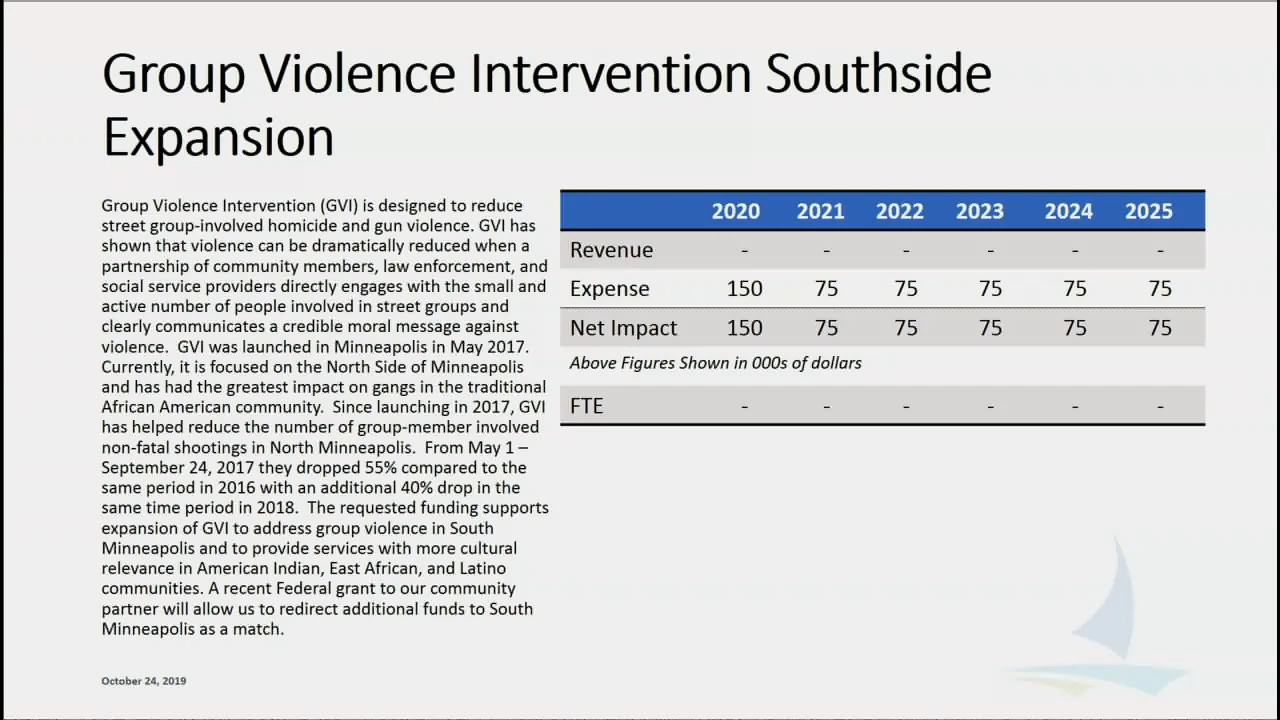 Group Violence Intervention Southside
Expansion
Group Violence Intervention (GVI) is designed to reduce
street group-involved homicide and gun violence. GVI has
shown that violence can be dramatically reduced when a
partnership of community members, law enforcement, and
social service providers directly engages with the small and
active number of people involved in street groups and
clearly communicates a credible moral message against
violence.  GVI was launched in Minneapolis in May 2017.
Currently, it is focused on the North Side of Minneapolis
and has had the greatest impact on gangs in the traditional
African American community.  Since launching in 2017, GVI
has helped reduce the number of group-member involved
non-fatal shootings in North Minneapolis.  From May 1 –
September 24, 2017 they dropped 55% compared to the
same period in 2016 with an additional 40% drop in the
same time period in 2018.  The requested funding supports
expansion of GVI to address group violence in South
Minneapolis and to provide services with more cultural
relevance in American Indian, East African, and Latino
communities. A recent Federal grant to our community
partner will allow us to redirect additional funds to South
Minneapolis as a match.
2020 2021 2022 2023 2024 2025
Revenue - - - - - -
Expense 150 75 75 75 75 75
Net Impact 150 75 75 75 75 75
Above Figures Shown in 000s of dollars
FTE - - - - - -
October 24, 2019